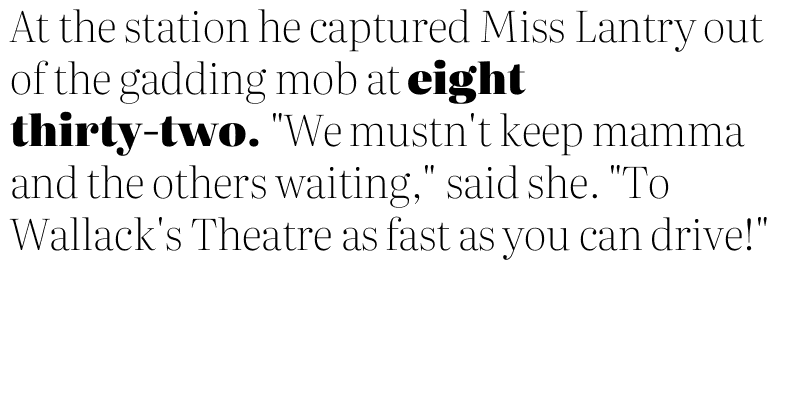 At the station he captured Miss Lantry out
of the gadding mob at eight
thirty-two. "We mustn't keep mamma
and the others waiting," said she. "To
Wallack's Theatre as fast as you can drive!"